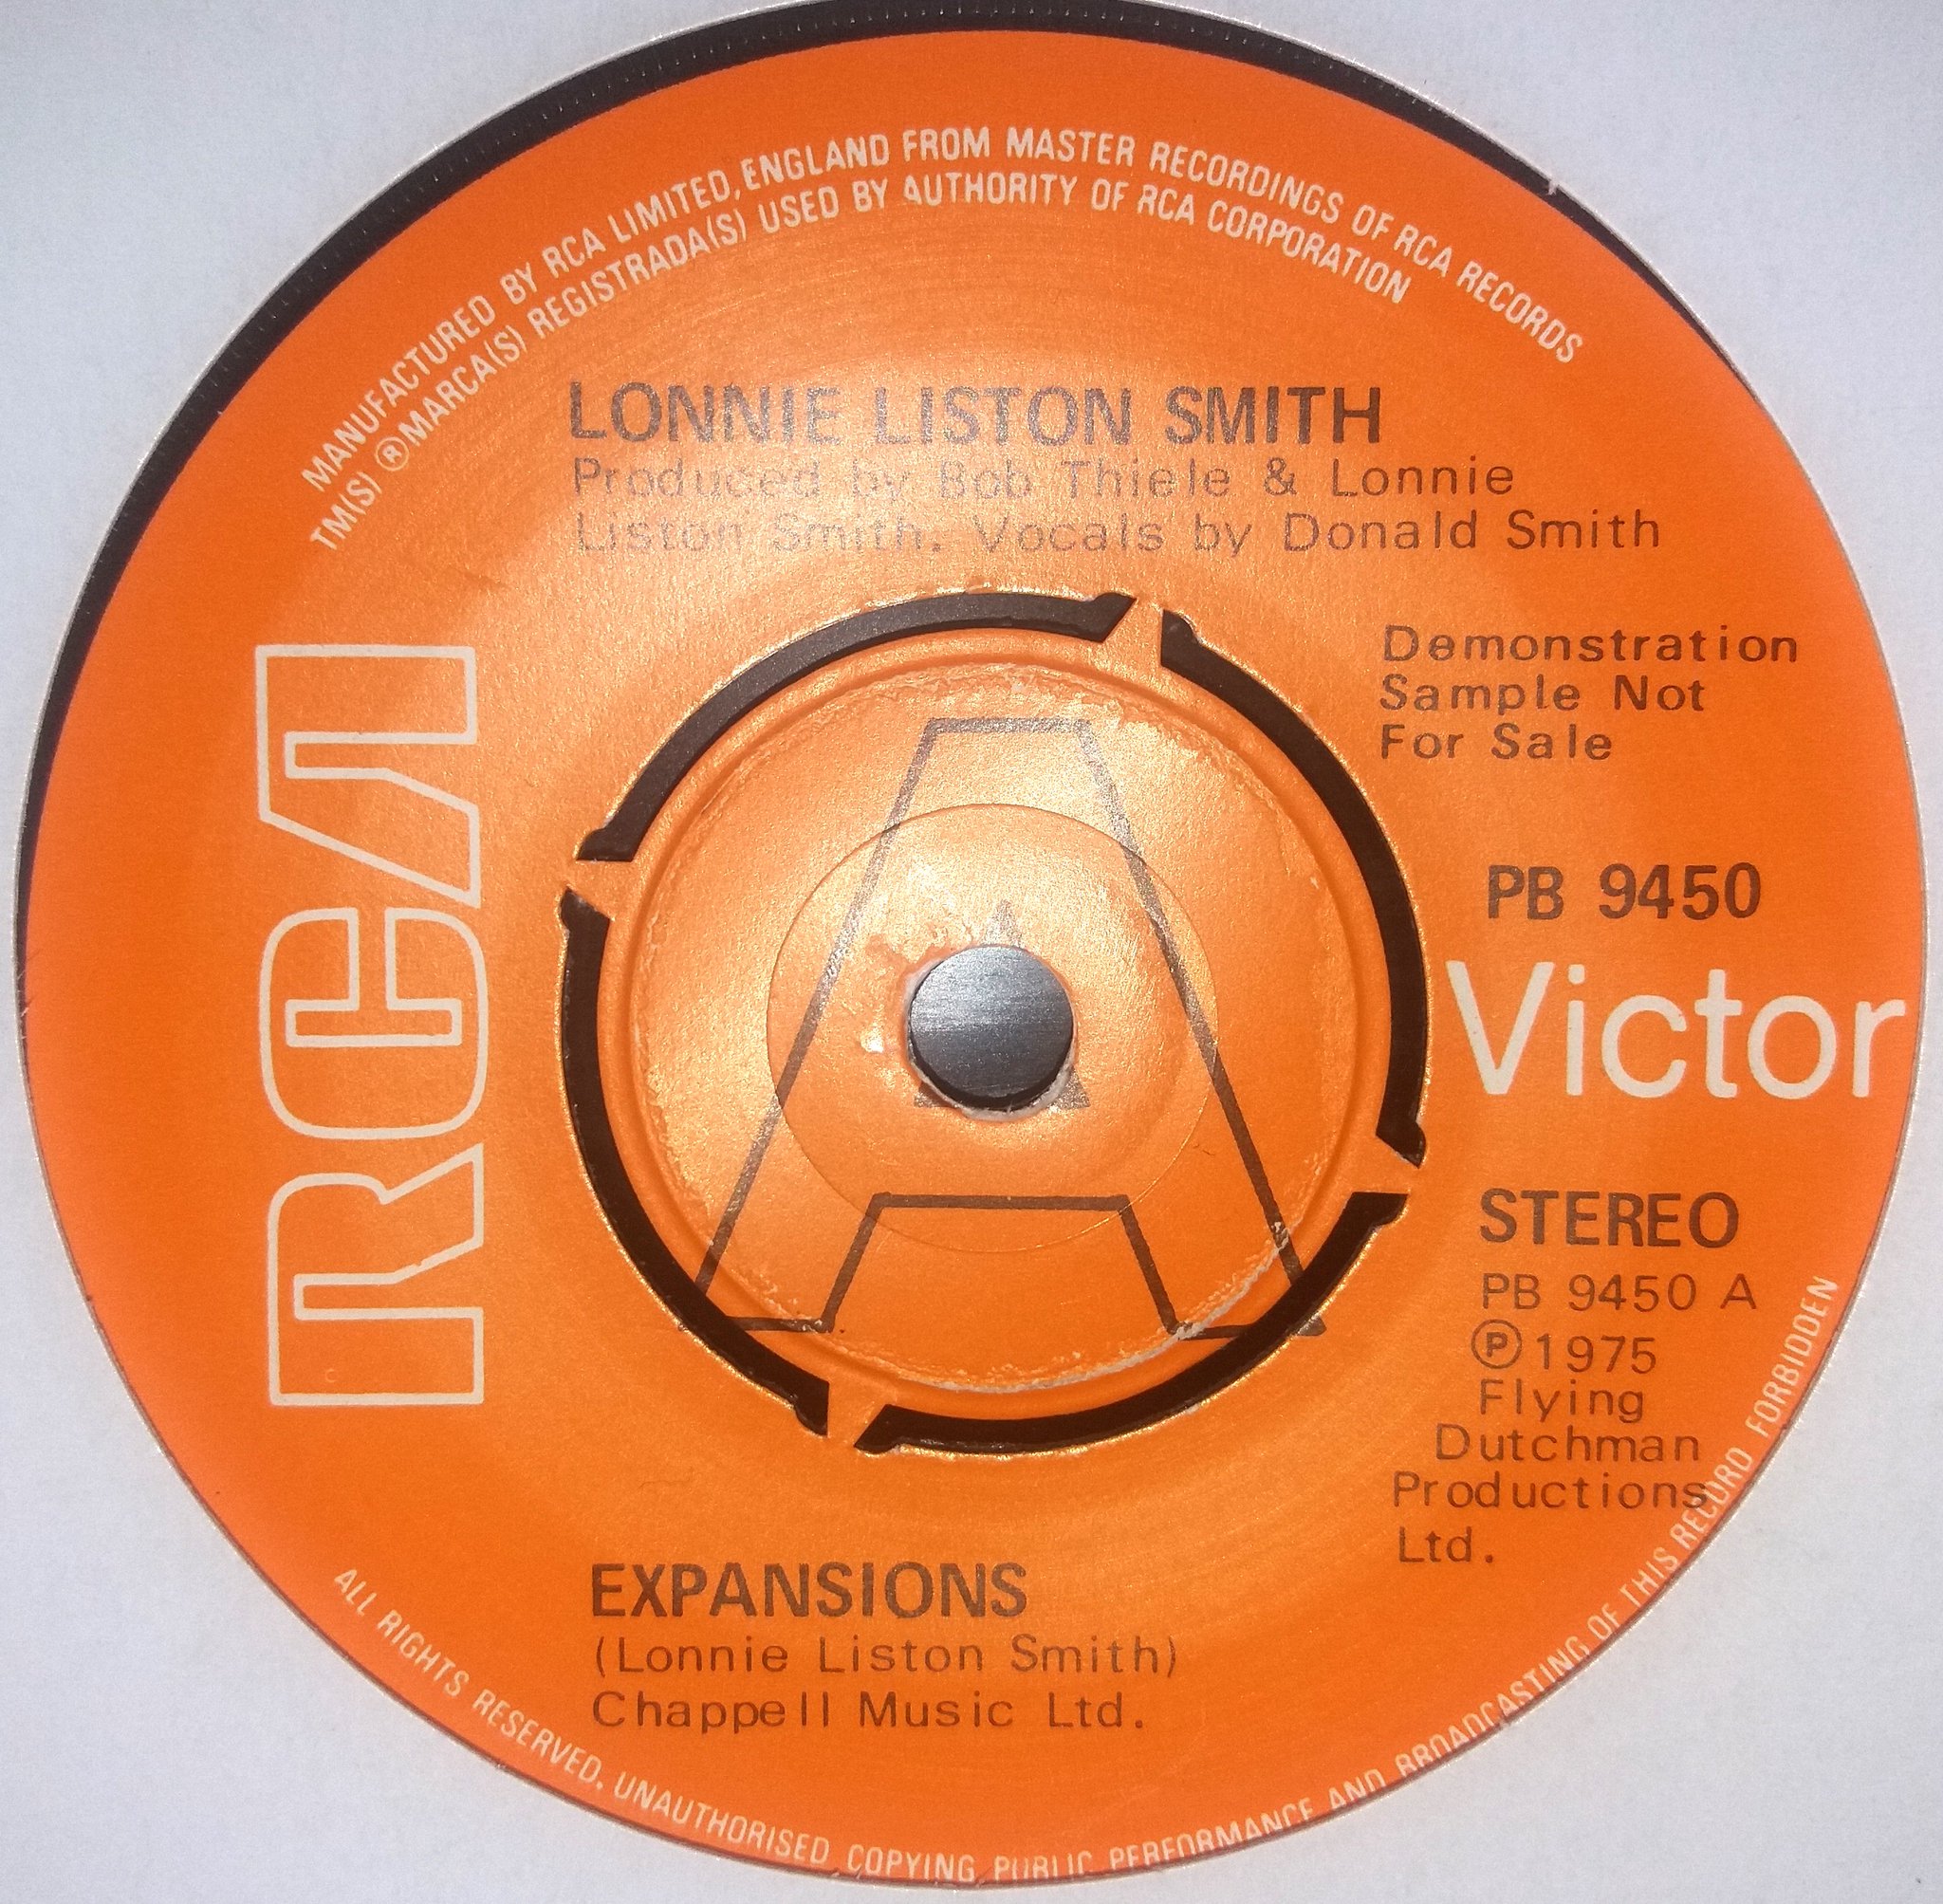 MANUFACTURED BY RCA LIMITED, ENGLAND FROM MASTER RECORDINGS OF RCA RECORDS
TM(S) ® MARCA(S) REGISTRADA(S) USED BY AUTHORITY OF RCA CORPORATION
LONNIE LISTON SMITH
Produced by Bob Thiele & Lonnie
Liston Smith. Vocals by Donald Smith
Demonstration
Sample Not
For Sale
RCA
A
A
PB 9450
Victor
STEREO
PB 9450 A
Ⓟ1975
Flying
Dutchman
Productions
Ltd.
EXPANSIONS
(Lonnie Liston Smith)
Chappell Music Ltd.
ALL RIGHTS RESERVED. UNAUTHORISED COPYING PUBLIC PERFORMANCE AND BROADCASTING OF THIS RECORD FORBIDDEN